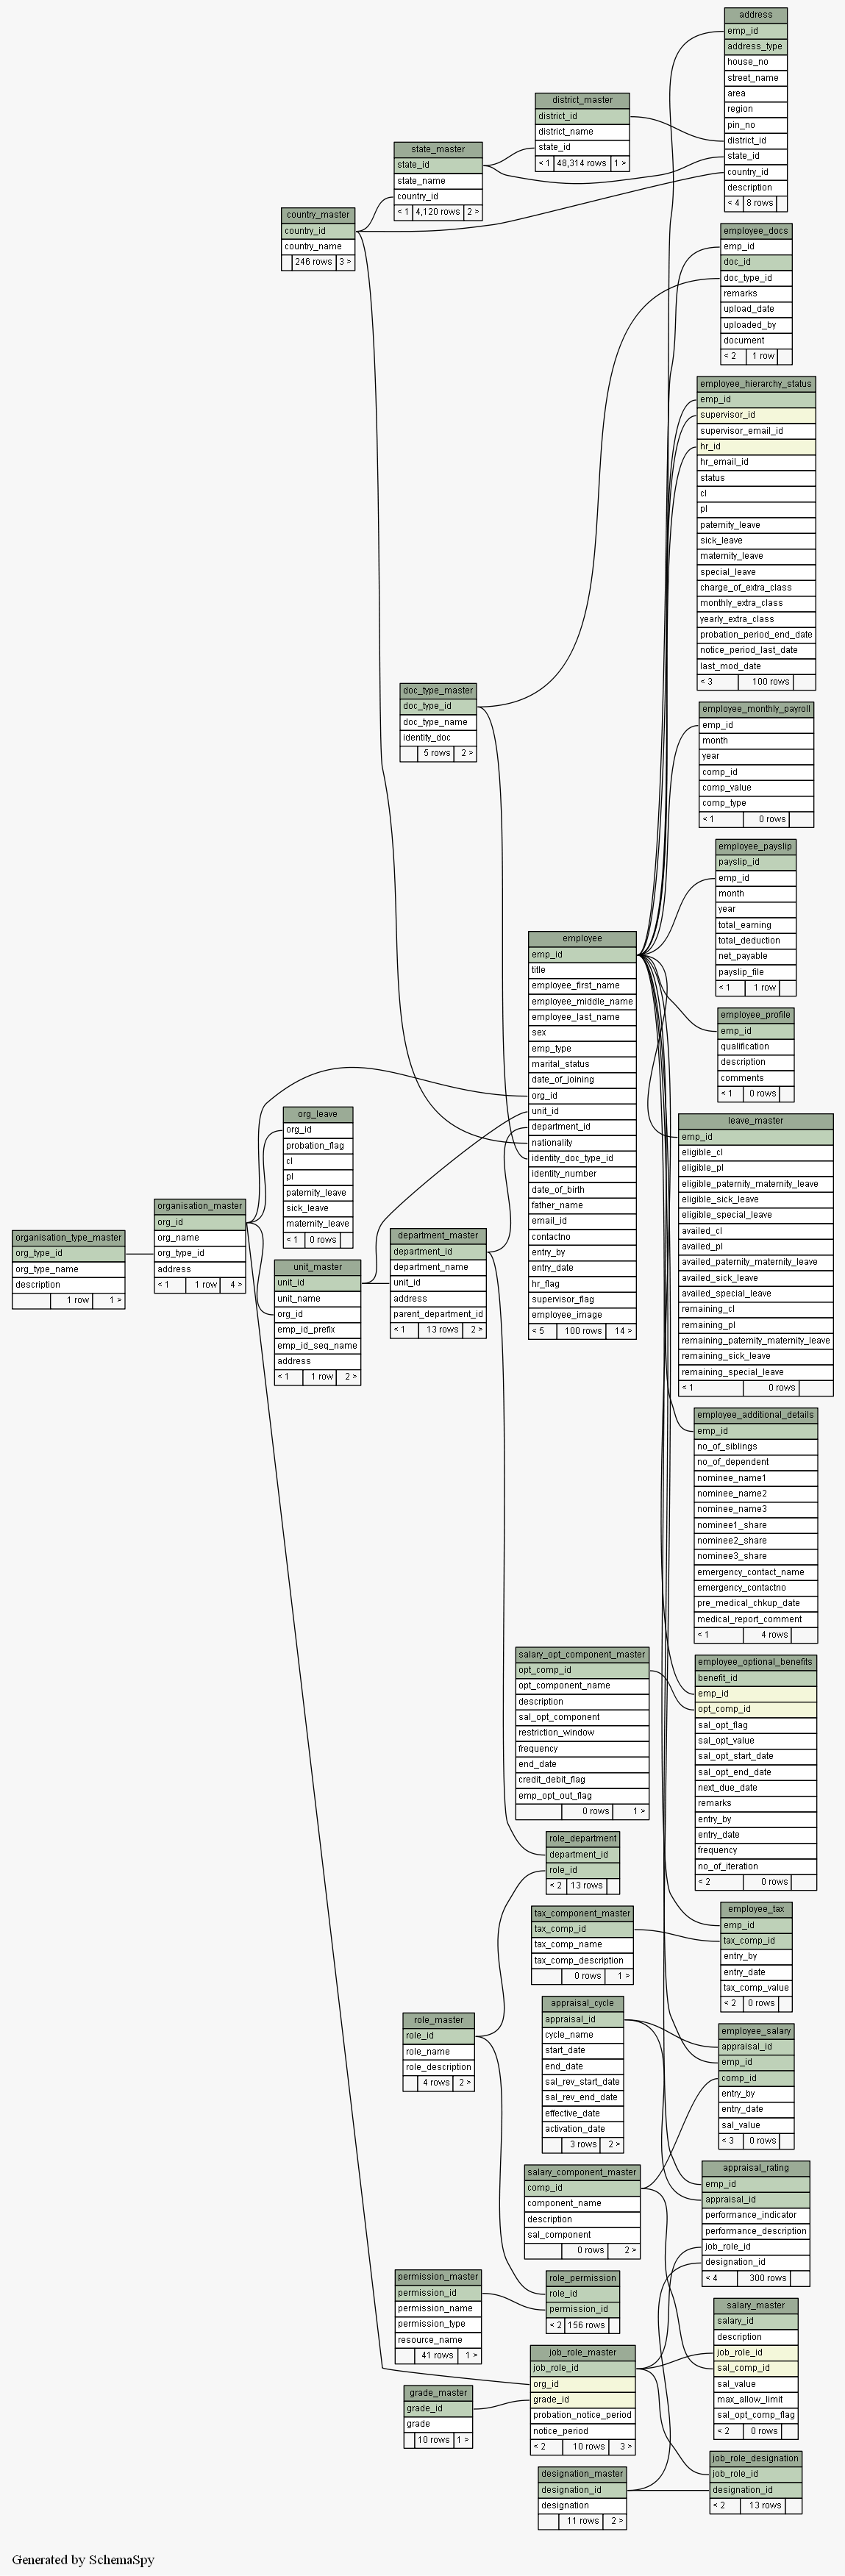 address
emp_id
address_type
house_no
street_name
area
region
pin_no
district_id
state_id
country_id
description
< 4 8 rows
district_master
district_id
district_name
state_id
< 1 48,314 rows 1 >
state_master
state_id
state_name
country_id
< 1 4,120 rows 2 >
country_master
country_id
country_name
246 rows 3 >
employee_docs
emp_id
doc_id
doc_type_id
remarks
upload_date
uploaded_by
document
< 2 1 row
employee_hierarchy_status
emp_id
supervisor_id
supervisor_email_id
hr_id
hr_email_id
status
cl
pl
paternity_leave
sick_leave
maternity_leave
special_leave
charge_of_extra_class
monthly_extra_class
yearly_extra_class
probation_period_end_date
notice_period_last_date
last_mod_date
< 3 100 rows
doc_type_master
doc_type_id
doc_type_name
identity_doc
5 rows 2 >
employee_monthly_payroll
emp_id
month
year
comp_id
comp_value
comp_type
< 1 0 rows
employee_payslip
payslip_id
emp_id
month
year
total_earning
total_deduction
net_payable
payslip_file
< 1 1 row
employee
emp_id
title
employee_first_name
employee_middle_name
employee_last_name
sex
emp_type
marital_status
date_of_joining
org_id
unit_id
department_id
nationality
identity_doc_type_id
identity_number
date_of_birth
father_name
email_id
contactno
entry_by
entry_date
hr_flag
supervisor_flag
employee_image
< 5 100 rows 14 >
employee_profile
emp_id
qualification
description
comments
< 1 0 rows
org_leave
org_id
probation_flag
cl
pl
paternity_leave
sick_leave
maternity_leave
< 1 0 rows
leave_master
emp_id
eligible_cl
eligible_pl
eligible_paternity_maternity_leave
eligible_sick_leave
eligible_special_leave
availed_cl
availed_pl
availed_paternity_maternity_leave
availed_sick_leave
availed_special_leave
remaining_cl
remaining_pl
remaining_paternity_maternity_leave
remaining_sick_leave
remaining_special_leave
< 1 0 rows
organisation_type_master
org_type_id
org_type_name
description
1 row 1 >
organisation_master
org_id
org_name
org_type_id
address
< 1 1 row 4 >
unit_master
unit_id
unit_name
org_id
emp_id_prefix
emp_id_seq_name
address
< 1 1 row 2 >
department_master
department_id
department_name
unit_id
address
parent_department_id
< 1 13 rows 2 >
employee_additional_details
emp_id
no_of_siblings
no_of_dependent
nominee_name1
nominee_name2
nominee_name3
nominee1_share
nominee2_share
nominee3_share
emergency_contact_name
emergency_contactno
pre_medical_chkup_date
medical_report_comment
< 1 4 rows
salary_opt_component_master
opt_comp_id
opt_component_name
description
sal_opt_component
restriction_window
frequency
end_date
credit_debit_flag
emp_opt_out_flag
0 rows 1 >
employee_optional_benefits
benefit_id
emp_id
opt_comp_id
sal_opt_flag
sal_opt_value
sal_opt_start_date
sal_opt_end_date
next_due_date
remarks
entry_by
entry_date
frequency
no_of_iteration
< 2 0 rows
role_department
department_id
role_id
< 2 13 rows
tax_component_master
tax_comp_id
tax_comp_name
tax_comp_description
0 rows 1 >
employee_tax
emp_id
tax_comp_id
entry_by
entry_date
tax_comp_value
< 2 0 rows
appraisal_cycle
appraisal_id
cycle_name
start_date
end_date
sal_rev_start_date
sal_rev_end_date
effective_date
activation_date
3 rows 2 >
role_master
role_id
role_name
role_description
4 rows 2 >
employee_salary
appraisal_id
emp_id
comp_id
entry_by
entry_date
sal_value
< 3 0 rows
salary_component_master
comp_id
component_name
description
sal_component
0 rows 2 >
appraisal_rating
emp_id
appraisal_id
performance_indicator
performance_description
job_role_id
designation_id
< 4 300 rows
permission_master
permission_id
permission_name
permission_type
resource_name
41 rows 1 >
role_permission
role_id
permission_id
< 2 156 rows
salary_master
salary_id
description
job_role_id
sal_comp_id
sal_value
max_allow_limit
sal_opt_comp_flag
< 2 0 rows
job_role_master
job_role_id
org_id
grade_id
probation_notice_period
notice_period
< 2 10 rows 3 >
grade_master
grade_id
grade
10 rows 1 >
job_role_designation
job_role_id
designation_id
< 2 13 rows
designation_master
designation_id
designation
11 rows 2 >
Generated by SchemaSpy